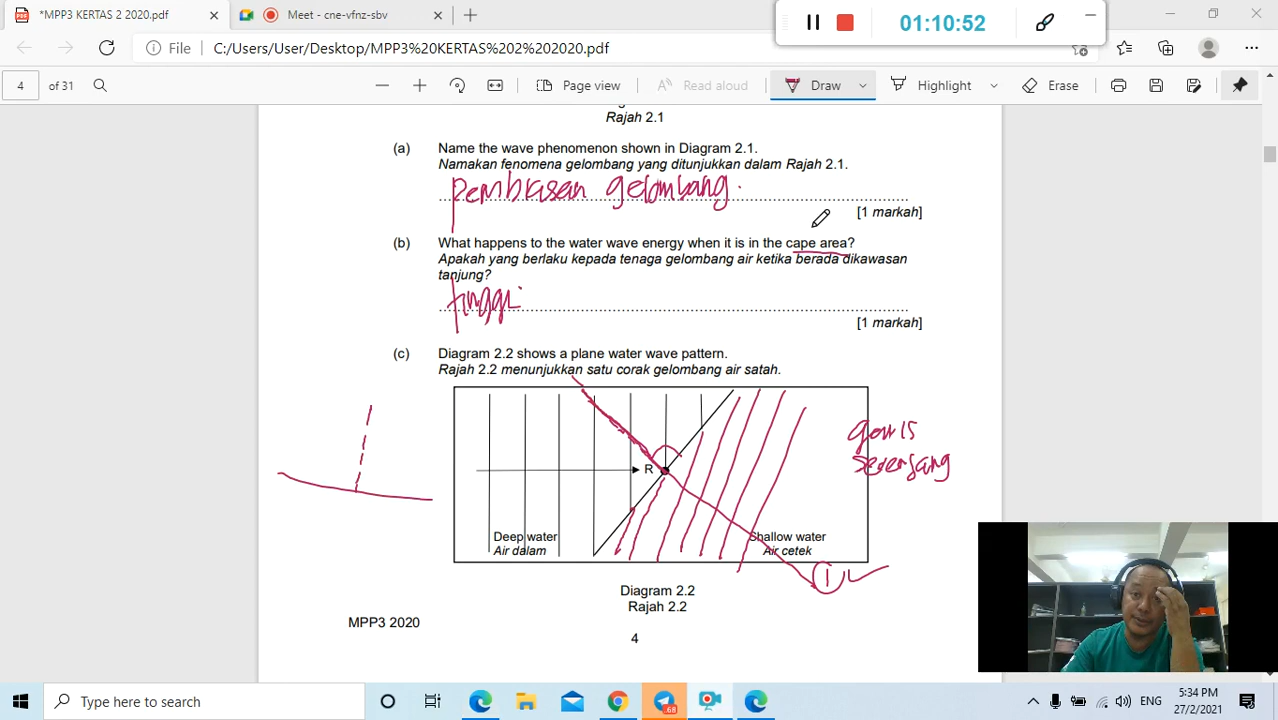 *MPP3 KERTAS 2 2020.pdf
Meet - cne-vfnz-sbv
01:10:52
File
C:/Users/User/Desktop/MPP3%20KERTAS%202%202020.pdf
4 of 31
Page view
Read aloud
Draw
Highlight
Erase
Rajah 2.1
(a) Name the wave phenomenon shown in Diagram 2.1.
Namakan fenomena gelombang yang ditunjukkan dalam Rajah 2.1.
pembiasan gelombang.
[1 markah]
(b) What happens to the water wave energy when it is in the cape area?
Apakah yang berlaku kepada tenaga gelombang air ketika berada dikawasan
tanjung?
tinggi
[1 markah]
(c) Diagram 2.2 shows a plane water wave pattern.
Rajah 2.2 menunjukkan satu corak gelombang air satah.
garis
serenjang
R
Deep water
Air dalam
Shallow water
Air cetek
1
Diagram 2.2
Rajah 2.2
MPP3 2020
4
Type here to search
68
ENG
5:34 PM
27/2/2021